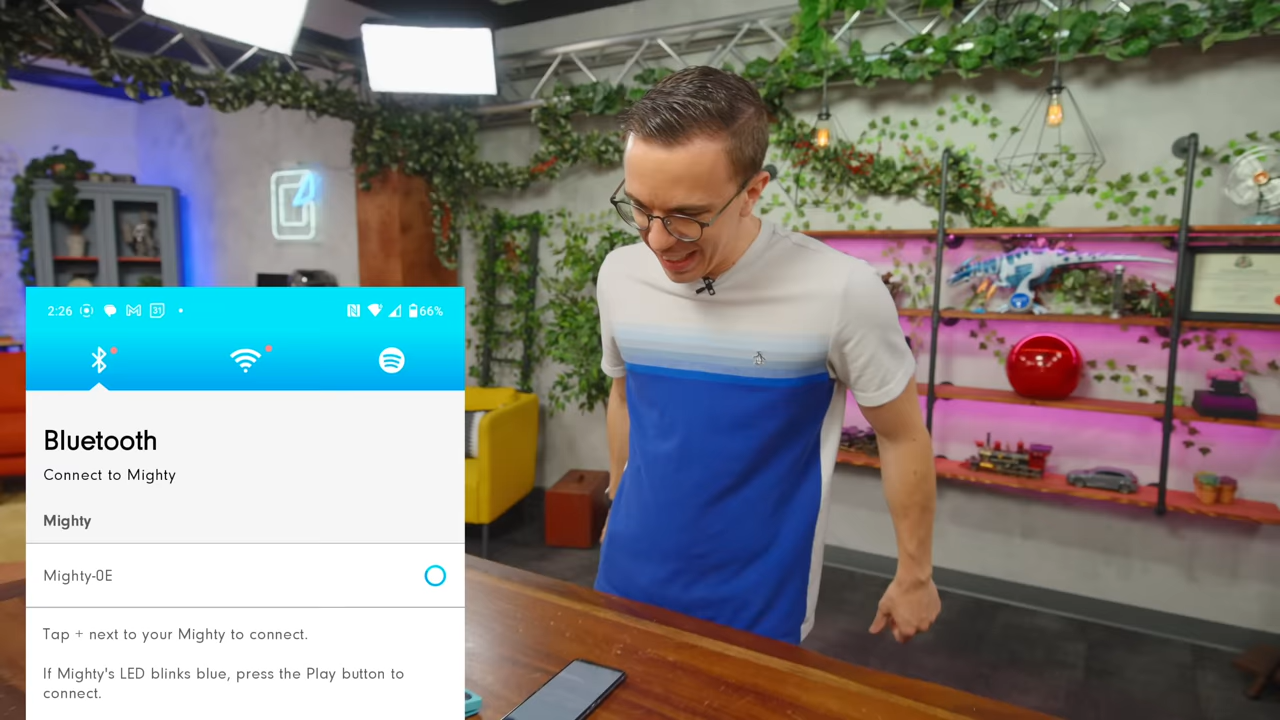 2:26 31 66%
Bluetooth
Connect to Mighty
Mighty
Mighty-0E
Tap + next to your Mighty to connect.
If Mighty's LED blinks blue, press the Play button to
connect.